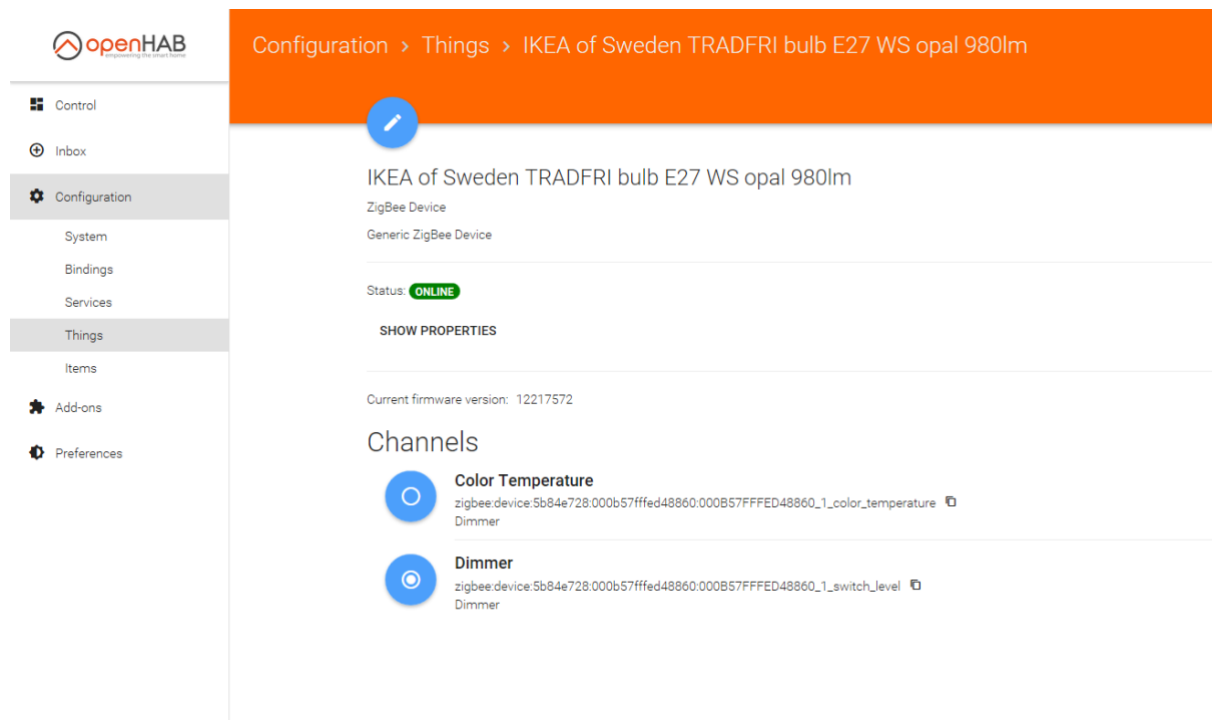 openHAB
empowering the smart home
Configuration > Things > IKEA of Sweden TRADFRI bulb E27 WS opal 980lm
Control
Inbox
Configuration
System
Bindings
Services
Things
Items
Add-ons
Preferences
IKEA of Sweden TRADFRI bulb E27 WS opal 980lm
ZigBee Device
Generic ZigBee Device
Status: ONLINE
SHOW PROPERTIES
Current firmware version: 12217572
Channels
Color Temperature
zigbee:device:5b84e728:000b57fffed48860:000B57FFFED48860_1_color_temperature
Dimmer
Dimmer
zigbee:device:5b84e728:000b57fffed48860:000B57FFFED48860_1_switch_level
Dimmer